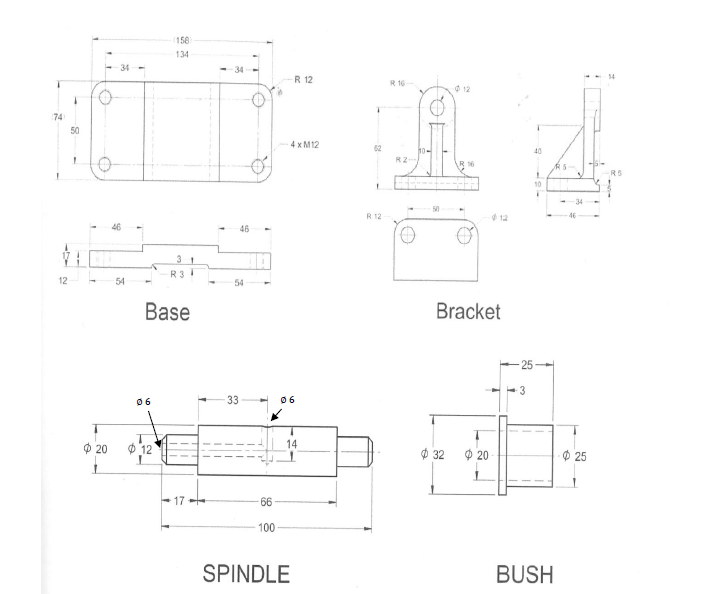 158
134
34
34
R 12
74
50
4 x M12
46
46
17
3
12
R 3
54
54
Base
R 16
Ø 12
62
10
R 2
R 16
R 12
Ø 12
14
40
R 5
R 5
10
5
34
46
Bracket
Ø 6
33
Ø 6
Ø 20
Ø 12
14
17
66
100
SPINDLE
25
3
Ø 32
Ø 20
Ø 25
BUSH